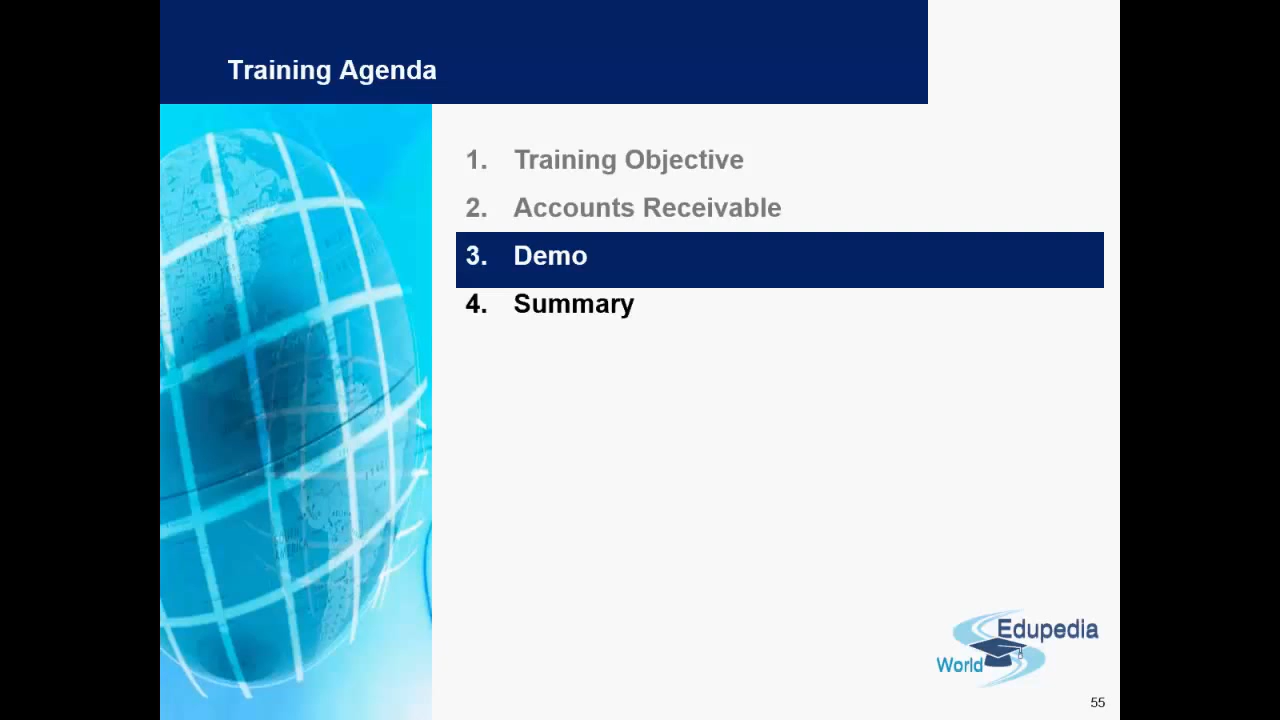 Training Agenda
1. Training Objective
2. Accounts Receivable
3. Demo
4. Summary
Edupedia
World
55